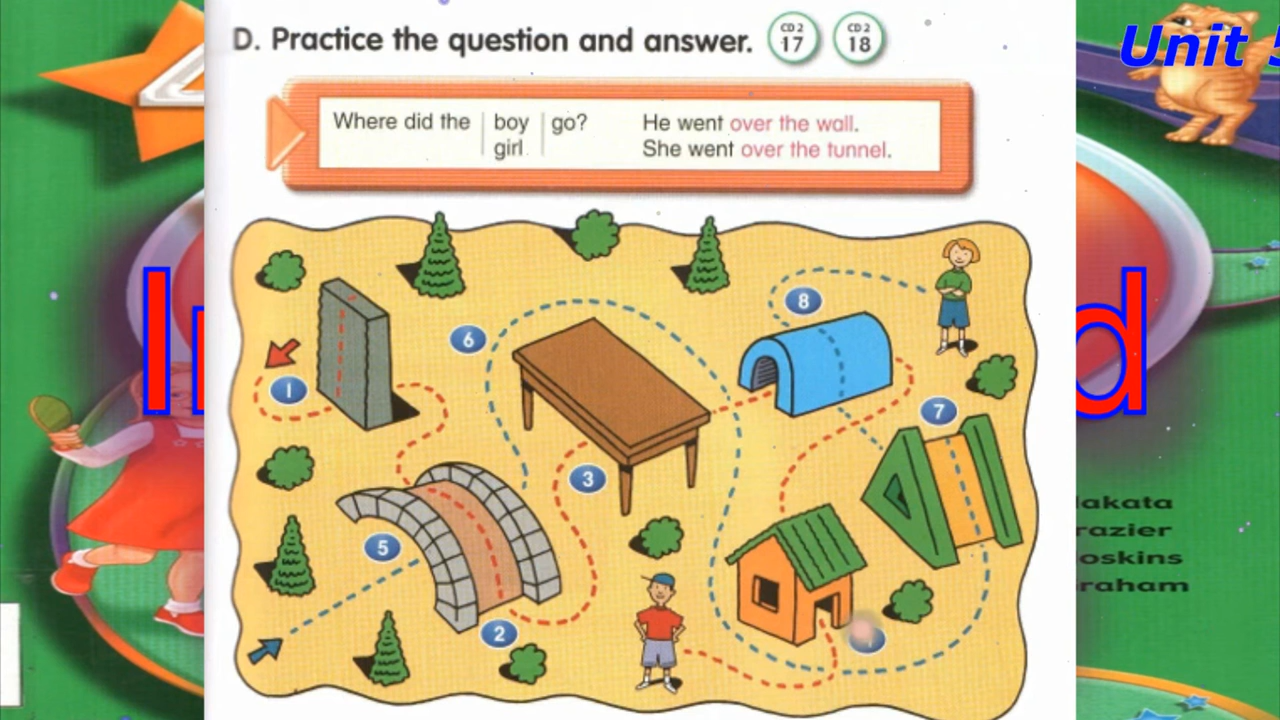 D. Practice the question and answer.
CD 2
17
CD 2
18
Unit 5
Where did the boy go? He went over the wall.
girl She went over the tunnel.
8
6
1
7
3
5
2
akata
razier
oskins
raham